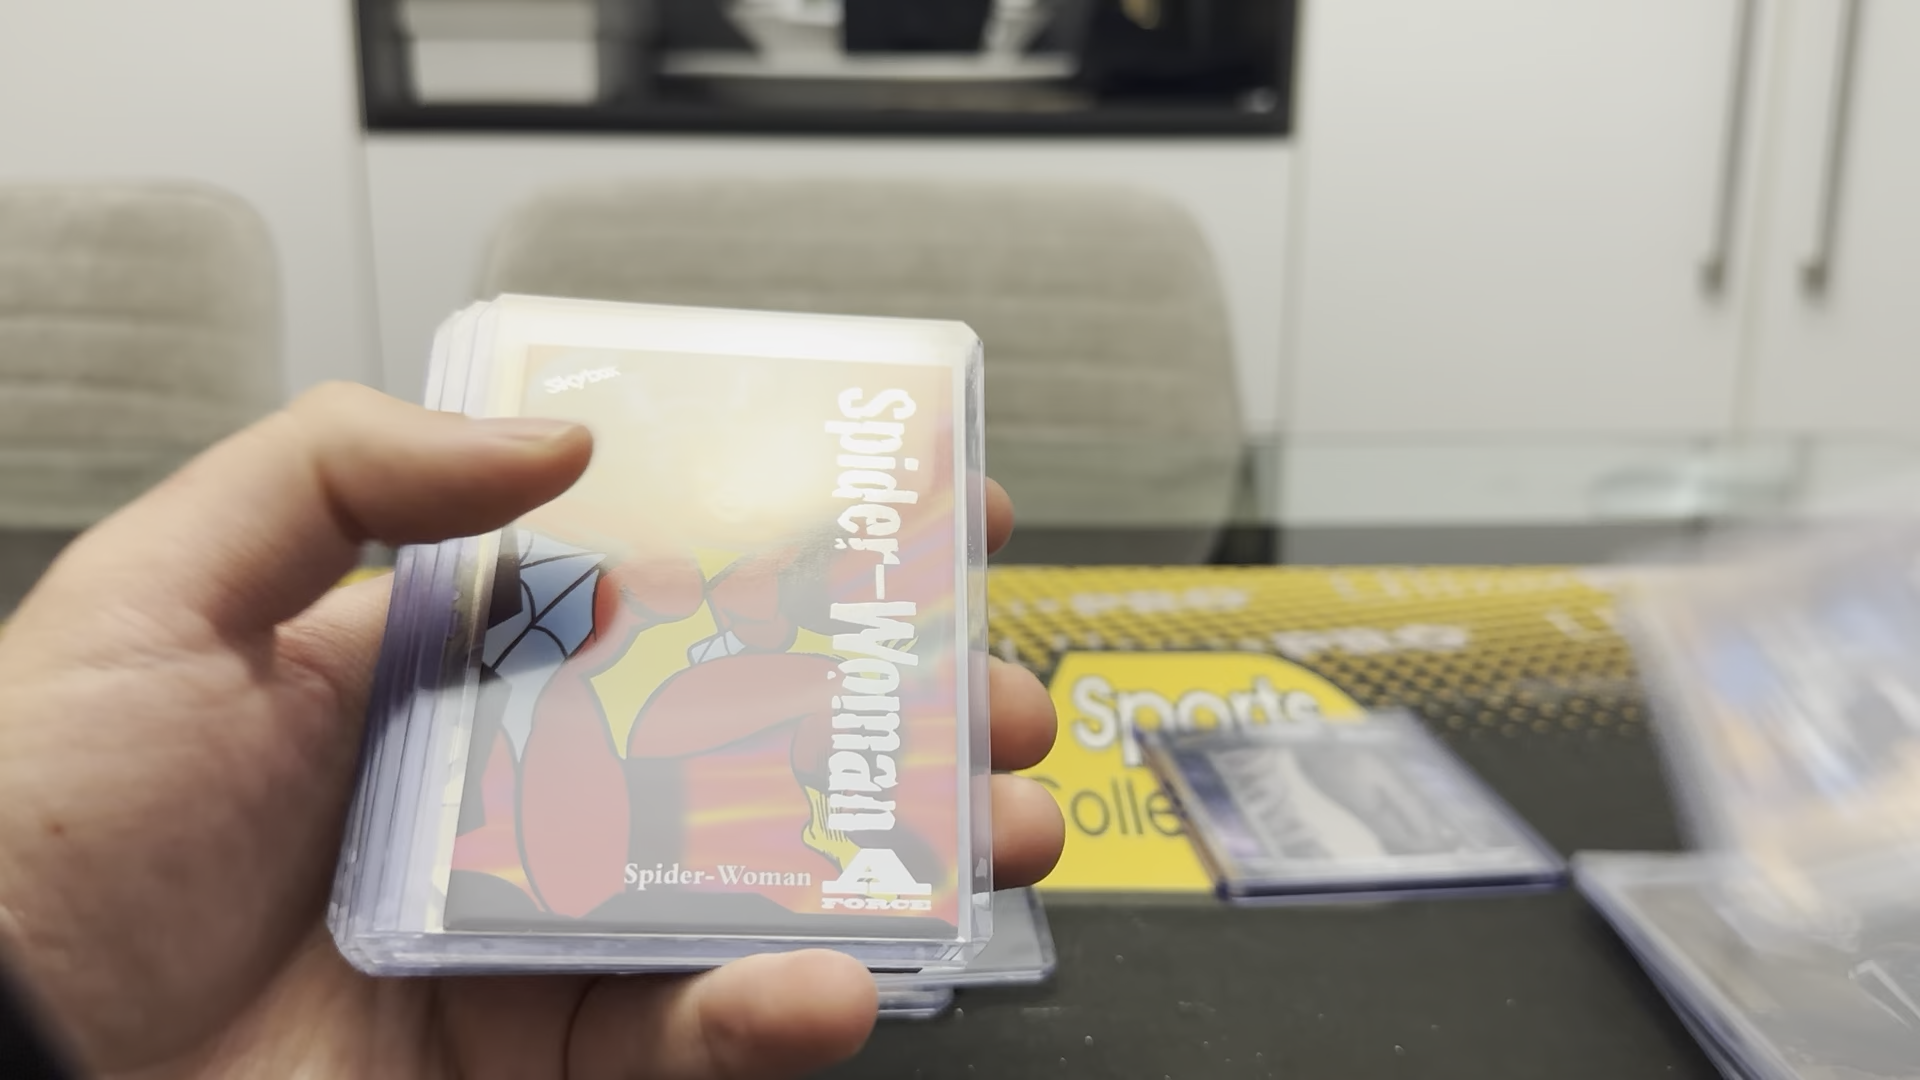 Skybox
Spider-Woman
Spider-Woman
A
FORCE
Sports
Colle